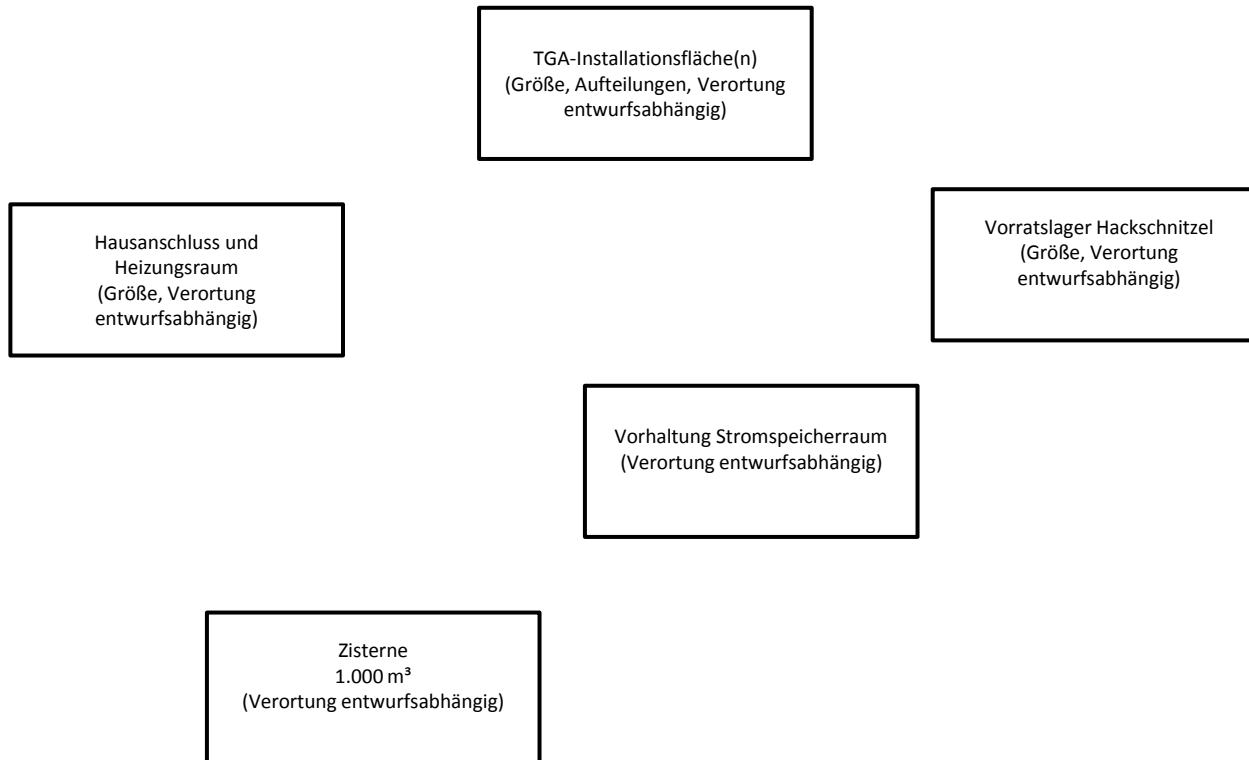 TGA-Installationsfläche(n)
(Größe, Aufteilungen, Verortung
entwurfsabhängig)
Hausanschluss und
Heizungsraum
(Größe, Verortung
entwurfsabhängig)
Vorratslager Hackschnitzel
(Größe, Verortung
entwurfsabhängig)
Vorhaltung Stromspeicherraum
(Verortung entwurfsabhängig)
Zisterne
1.000 m³
(Verortung entwurfsabhängig)